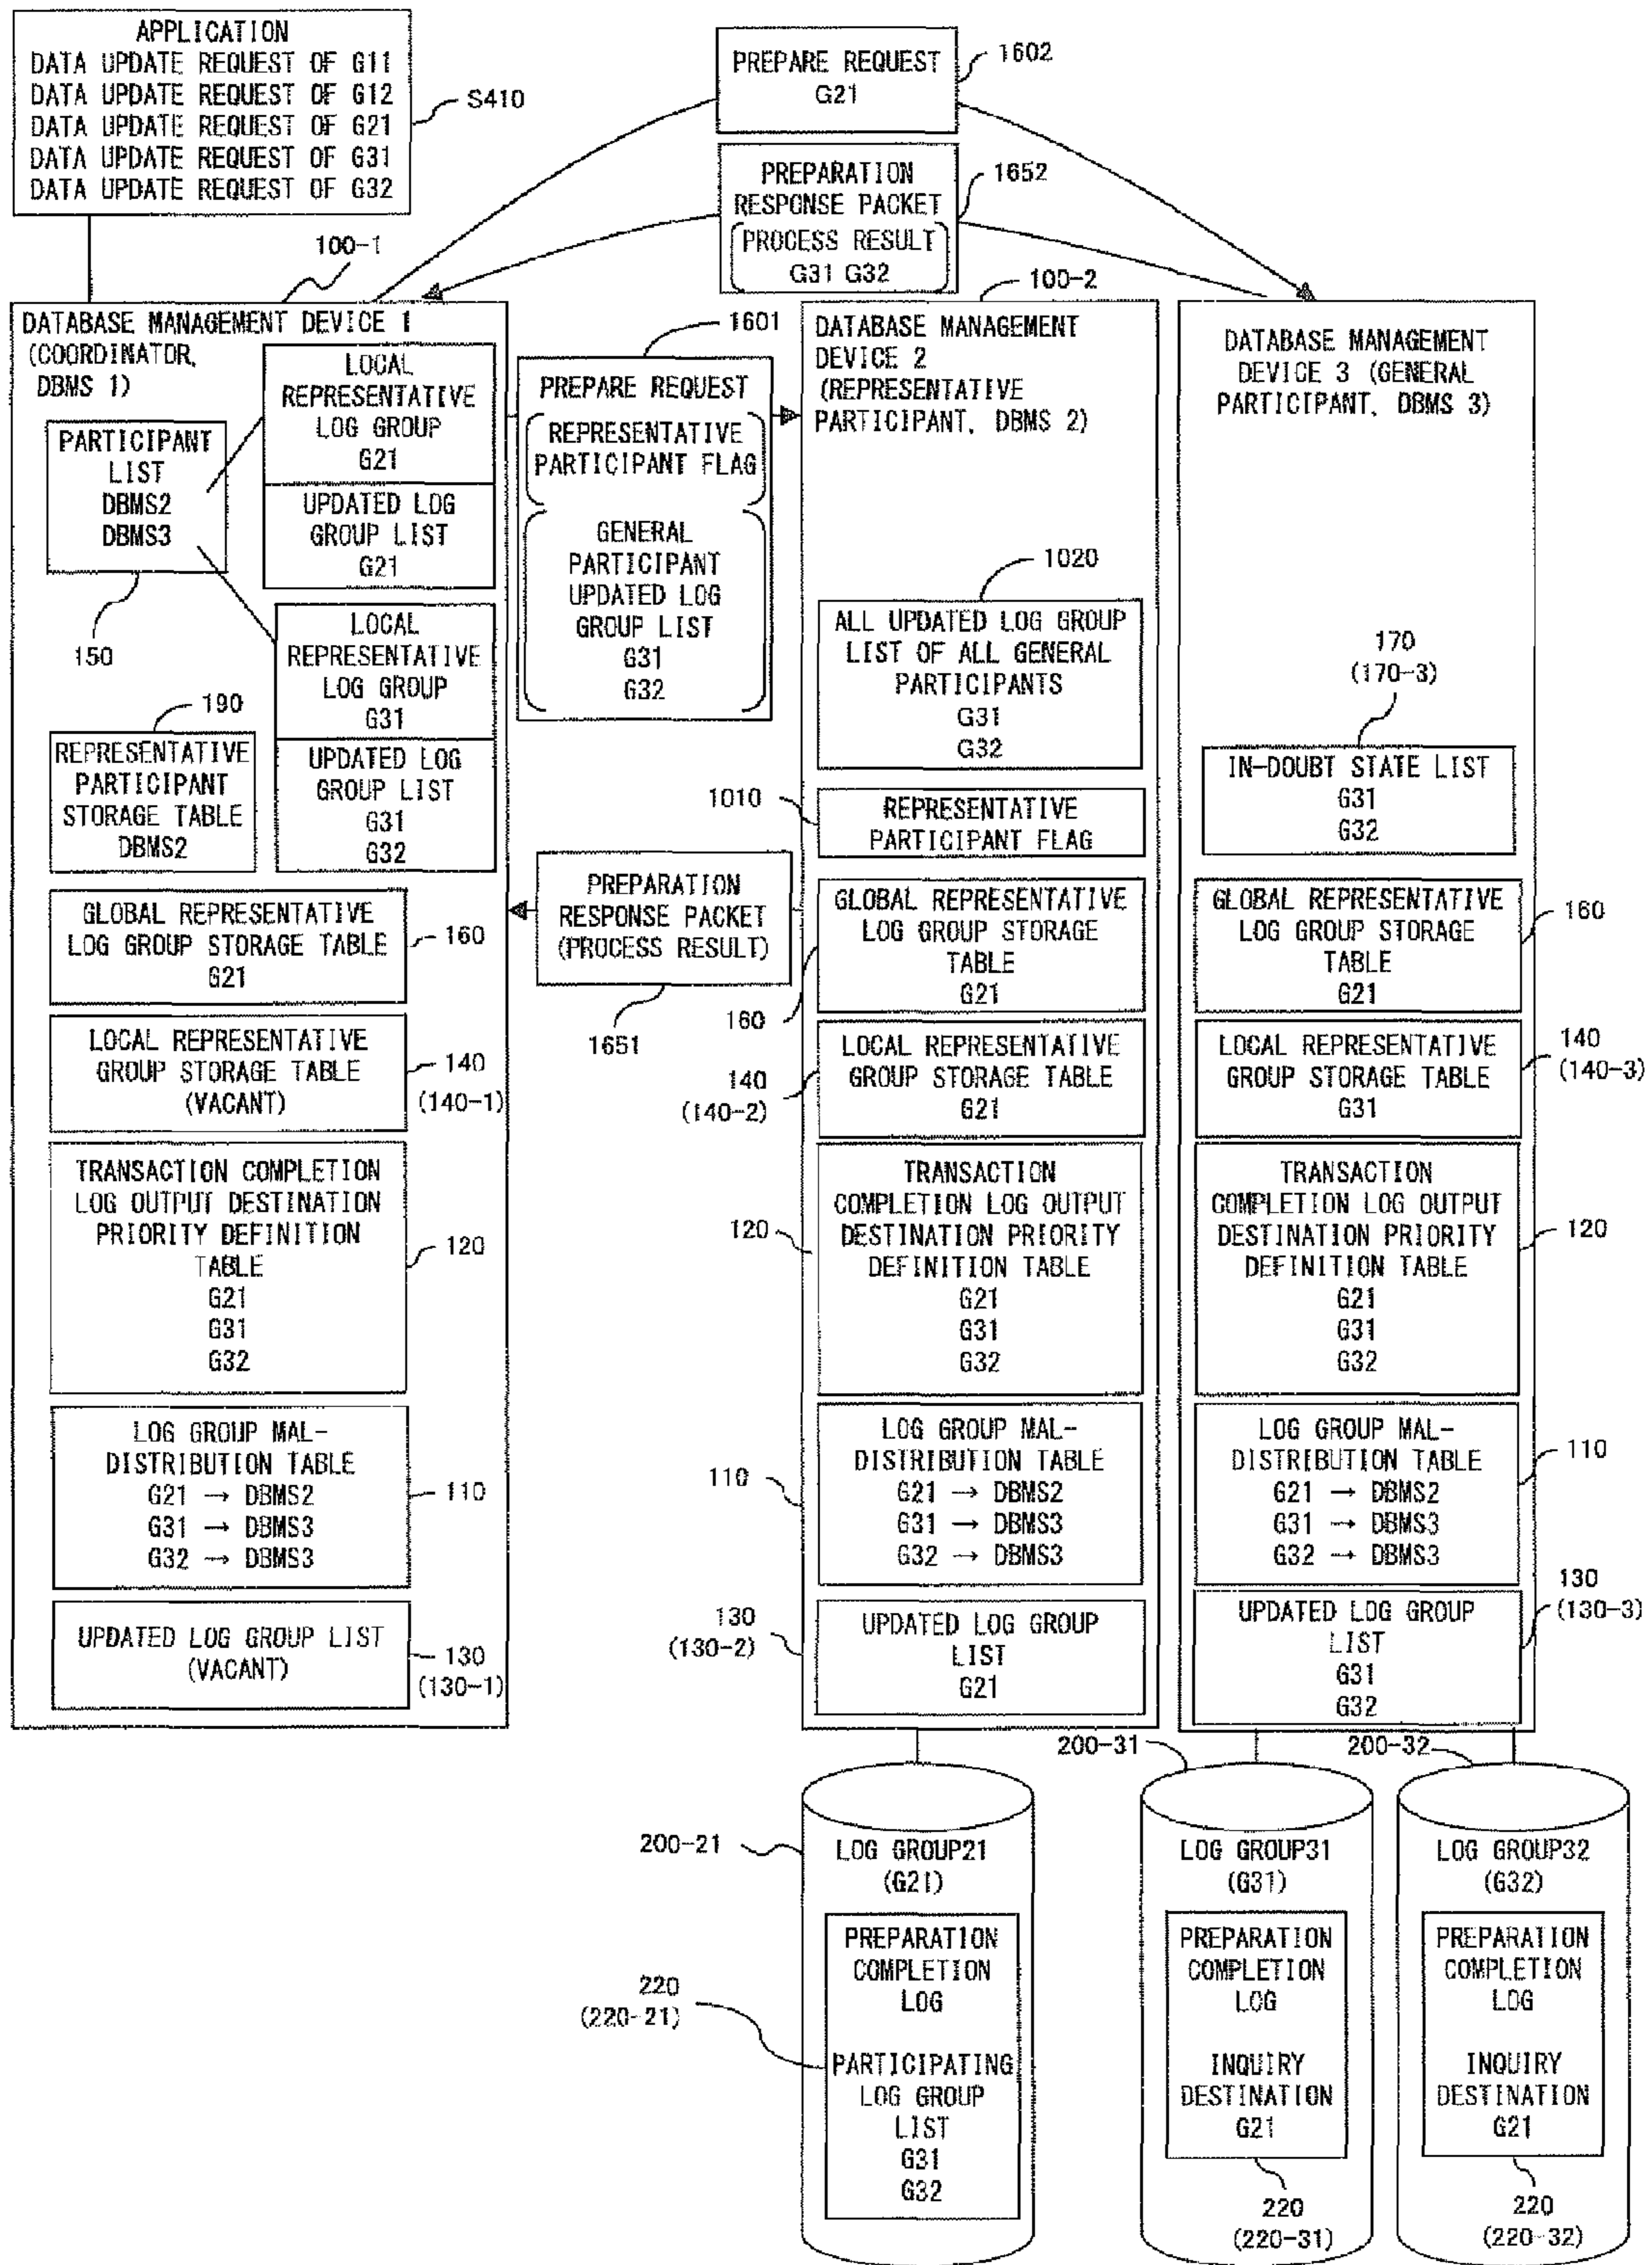 APPLICATION
DATA UPDATE REQUEST OF G11
DATA UPDATE REQUEST OF G12
DATA UPDATE REQUEST OF G21
DATA UPDATE REQUEST OF G31
DATA UPDATE REQUEST OF G32
S410
PREPARE REQUEST
G21
1602
PREPARATION
RESPONSE PACKET
PROCESS RESULT
G31 G32
1652
100-1
DATABASE MANAGEMENT DEVICE 1
(COORDINATOR,
DBMS 1)
PARTICIPANT
LIST
DBMS2
DBMS3
150
LOCAL
REPRESENTATIVE
LOG GROUP
G21
UPDATED LOG
GROUP LIST
G21
LOCAL
REPRESENTATIVE
LOG GROUP
G31
UPDATED LOG
GROUP LIST
G31
G32
190
REPRESENTATIVE
PARTICIPANT
STORAGE TABLE
DBMS2
GLOBAL REPRESENTATIVE
LOG GROUP STORAGE TABLE
G21
160
LOCAL REPRESENTATIVE
GROUP STORAGE TABLE
(VACANT)
140
(140-1)
TRANSACTION COMPLETION
LOG OUTPUT DESTINATION
PRIORITY DEFINITION
TABLE
G21
G31
G32
120
LOG GROUP MAL-
DISTRIBUTION TABLE
G21 → DBMS2
G31 → DBMS3
G32 → DBMS3
110
UPDATED LOG GROUP LIST
(VACANT)
130
(130-1)
1601
PREPARE REQUEST
REPRESENTATIVE
PARTICIPANT FLAG
GENERAL
PARTICIPANT
UPDATED LOG
GROUP LIST
G31
G32
PREPARATION
RESPONSE PACKET
(PROCESS RESULT)
1651
100-2
DATABASE MANAGEMENT
DEVICE 2
(REPRESENTATIVE
PARTICIPANT, DBMS 2)
1020
ALL UPDATED LOG GROUP
LIST OF ALL GENERAL
PARTICIPANTS
G31
G32
1010
REPRESENTATIVE
PARTICIPANT FLAG
GLOBAL REPRESENTATIVE
LOG GROUP STORAGE
TABLE
G21
160
LOCAL REPRESENTATIVE
GROUP STORAGE TABLE
G21
140
(140-2)
TRANSACTION
COMPLETION LOG OUTPUT
DESTINATION PRIORITY
DEFINITION TABLE
G21
G31
G32
120
LOG GROUP MAL-
DISTRIBUTION TABLE
G21 → DBMS2
G31 → DBMS3
G32 → DBMS3
110
UPDATED LOG GROUP
LIST
G21
130
(130-2)
DATABASE MANAGEMENT
DEVICE 3 (GENERAL
PARTICIPANT, DBMS 3)
170
(170-3)
IN-DOUBT STATE LIST
G31
G32
GLOBAL REPRESENTATIVE
LOG GROUP STORAGE
TABLE
G21
160
LOCAL REPRESENTATIVE
GROUP STORAGE TABLE
G31
140
(140-3)
TRANSACTION
COMPLETION LOG OUTPUT
DESTINATION PRIORITY
DEFINITION TABLE
G21
G31
G32
120
LOG GROUP MAL-
DISTRIBUTION TABLE
G21 → DBMS2
G31 → DBMS3
G32 → DBMS3
110
UPDATED LOG GROUP
LIST
G31
G32
130
(130-3)
200-21
LOG GROUP21
(G21)
PREPARATION
COMPLETION
LOG
PARTICIPATING
LOG GROUP
LIST
G31
G32
220
(220-21)
200-31
LOG GROUP31
(G31)
PREPARATION
COMPLETION
LOG
INQUIRY
DESTINATION
G21
220
(220-31)
200-32
LOG GROUP32
(G32)
PREPARATION
COMPLETION
LOG
INQUIRY
DESTINATION
G21
220
(220-32)